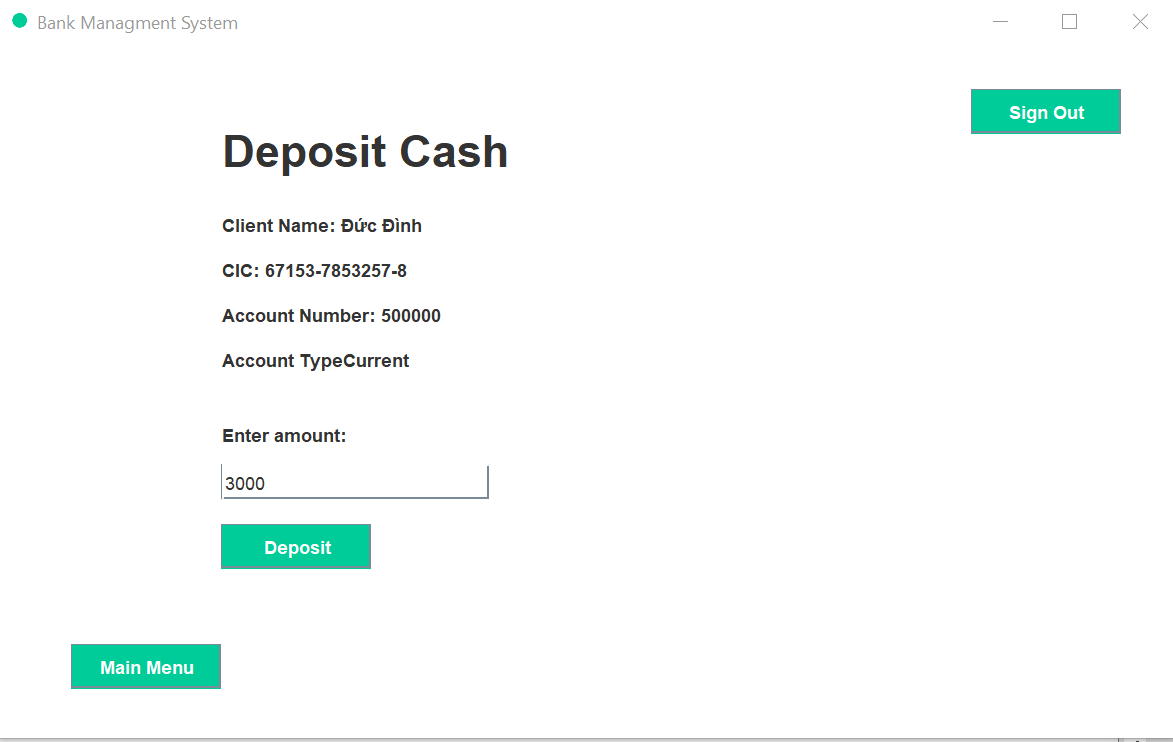 Bank Managment System
Sign Out
Deposit Cash
Client Name: Đức Đình
CIC: 67153-7853257-8
Account Number: 500000
Account TypeCurrent
Enter amount:
3000
Deposit
Main Menu